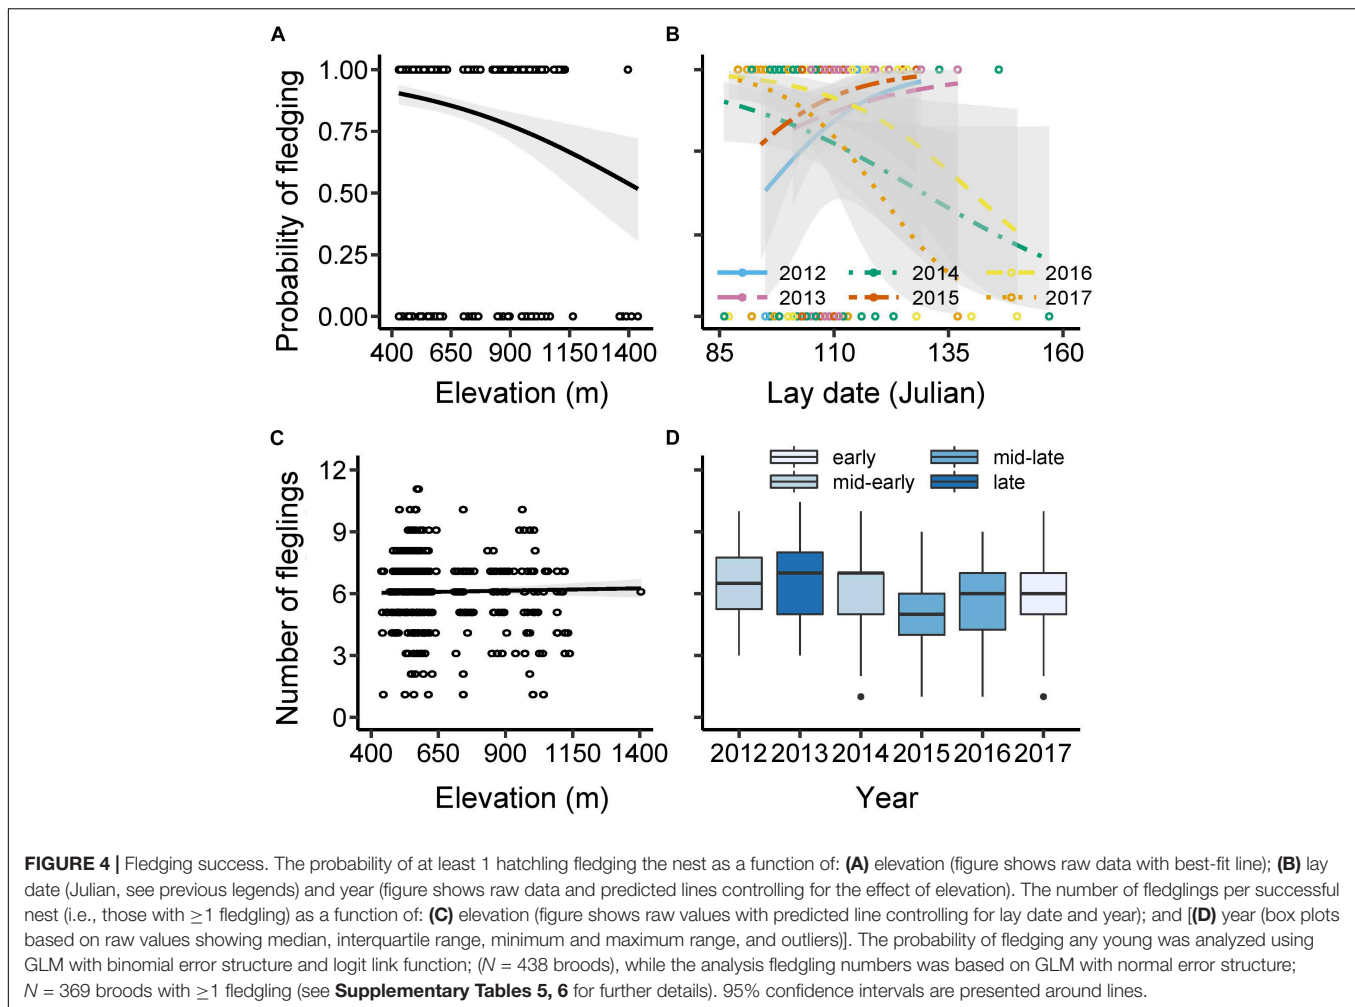 A
B
Probability of fledging
1.00
0.75
0.50
0.25
0.00
400 650 900 1150 1400
Elevation (m)
2012 2014 2016
2013 2015 2017
85 110 135 160
Lay date (Julian)
C
D
Number of fleglings
12
9
6
3
0
400 650 900 1150 1400
Elevation (m)
early mid-late
mid-early late
2012 2013 2014 2015 2016 2017
Year
FIGURE 4 | Fledging success. The probability of at least 1 hatchling fledging the nest as a function of: (A) elevation (figure shows raw data with best-fit line); (B) lay
date (Julian, see previous legends) and year (figure shows raw data and predicted lines controlling for the effect of elevation). The number of fledglings per successful
nest (i.e., those with ≥1 fledgling) as a function of: (C) elevation (figure shows raw values with predicted line controlling for lay date and year); and [(D) year (box plots
based on raw values showing median, interquartile range, minimum and maximum range, and outliers)]. The probability of fledging any young was analyzed using
GLM with binomial error structure and logit link function; (N = 438 broods), while the analysis fledgling numbers was based on GLM with normal error structure;
N = 369 broods with ≥1 fledgling (see Supplementary Tables 5, 6 for further details). 95% confidence intervals are presented around lines.